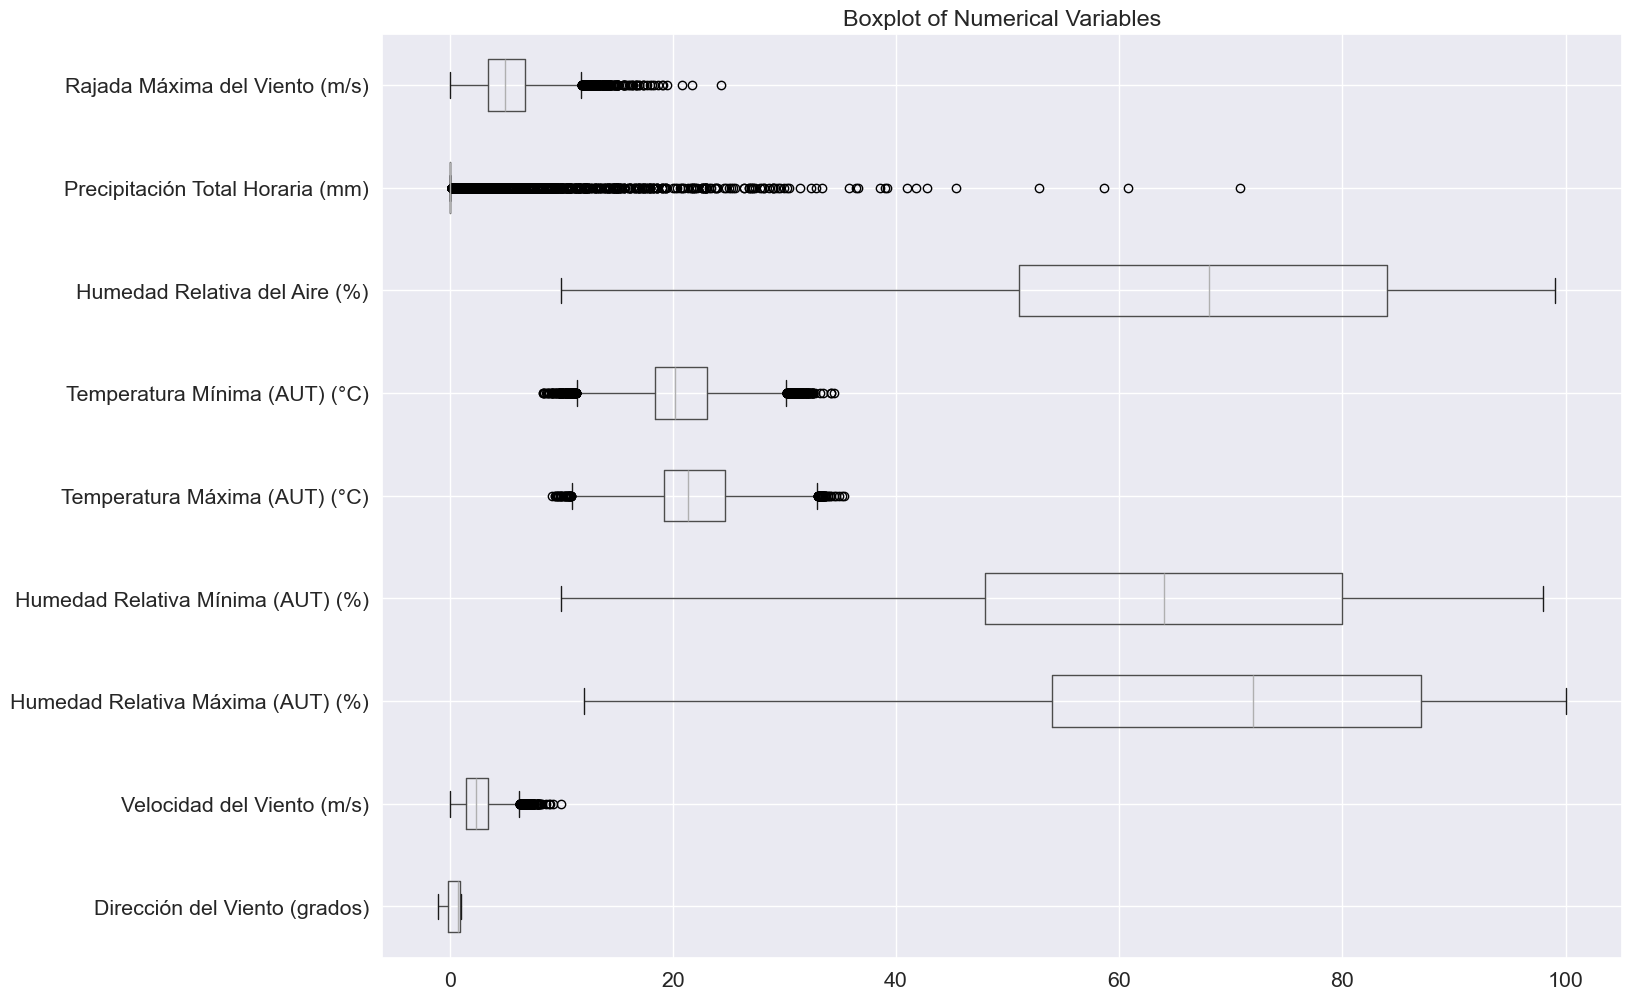 Boxplot of Numerical Variables
Rajada Máxima del Viento (m/s)
Precipitación Total Horaria (mm)
Humedad Relativa del Aire (%)
Temperatura Mínima (AUT) (°C)
Temperatura Máxima (AUT) (°C)
Humedad Relativa Mínima (AUT) (%)
Humedad Relativa Máxima (AUT) (%)
Velocidad del Viento (m/s)
Dirección del Viento (grados)
0 20 40 60 80 100